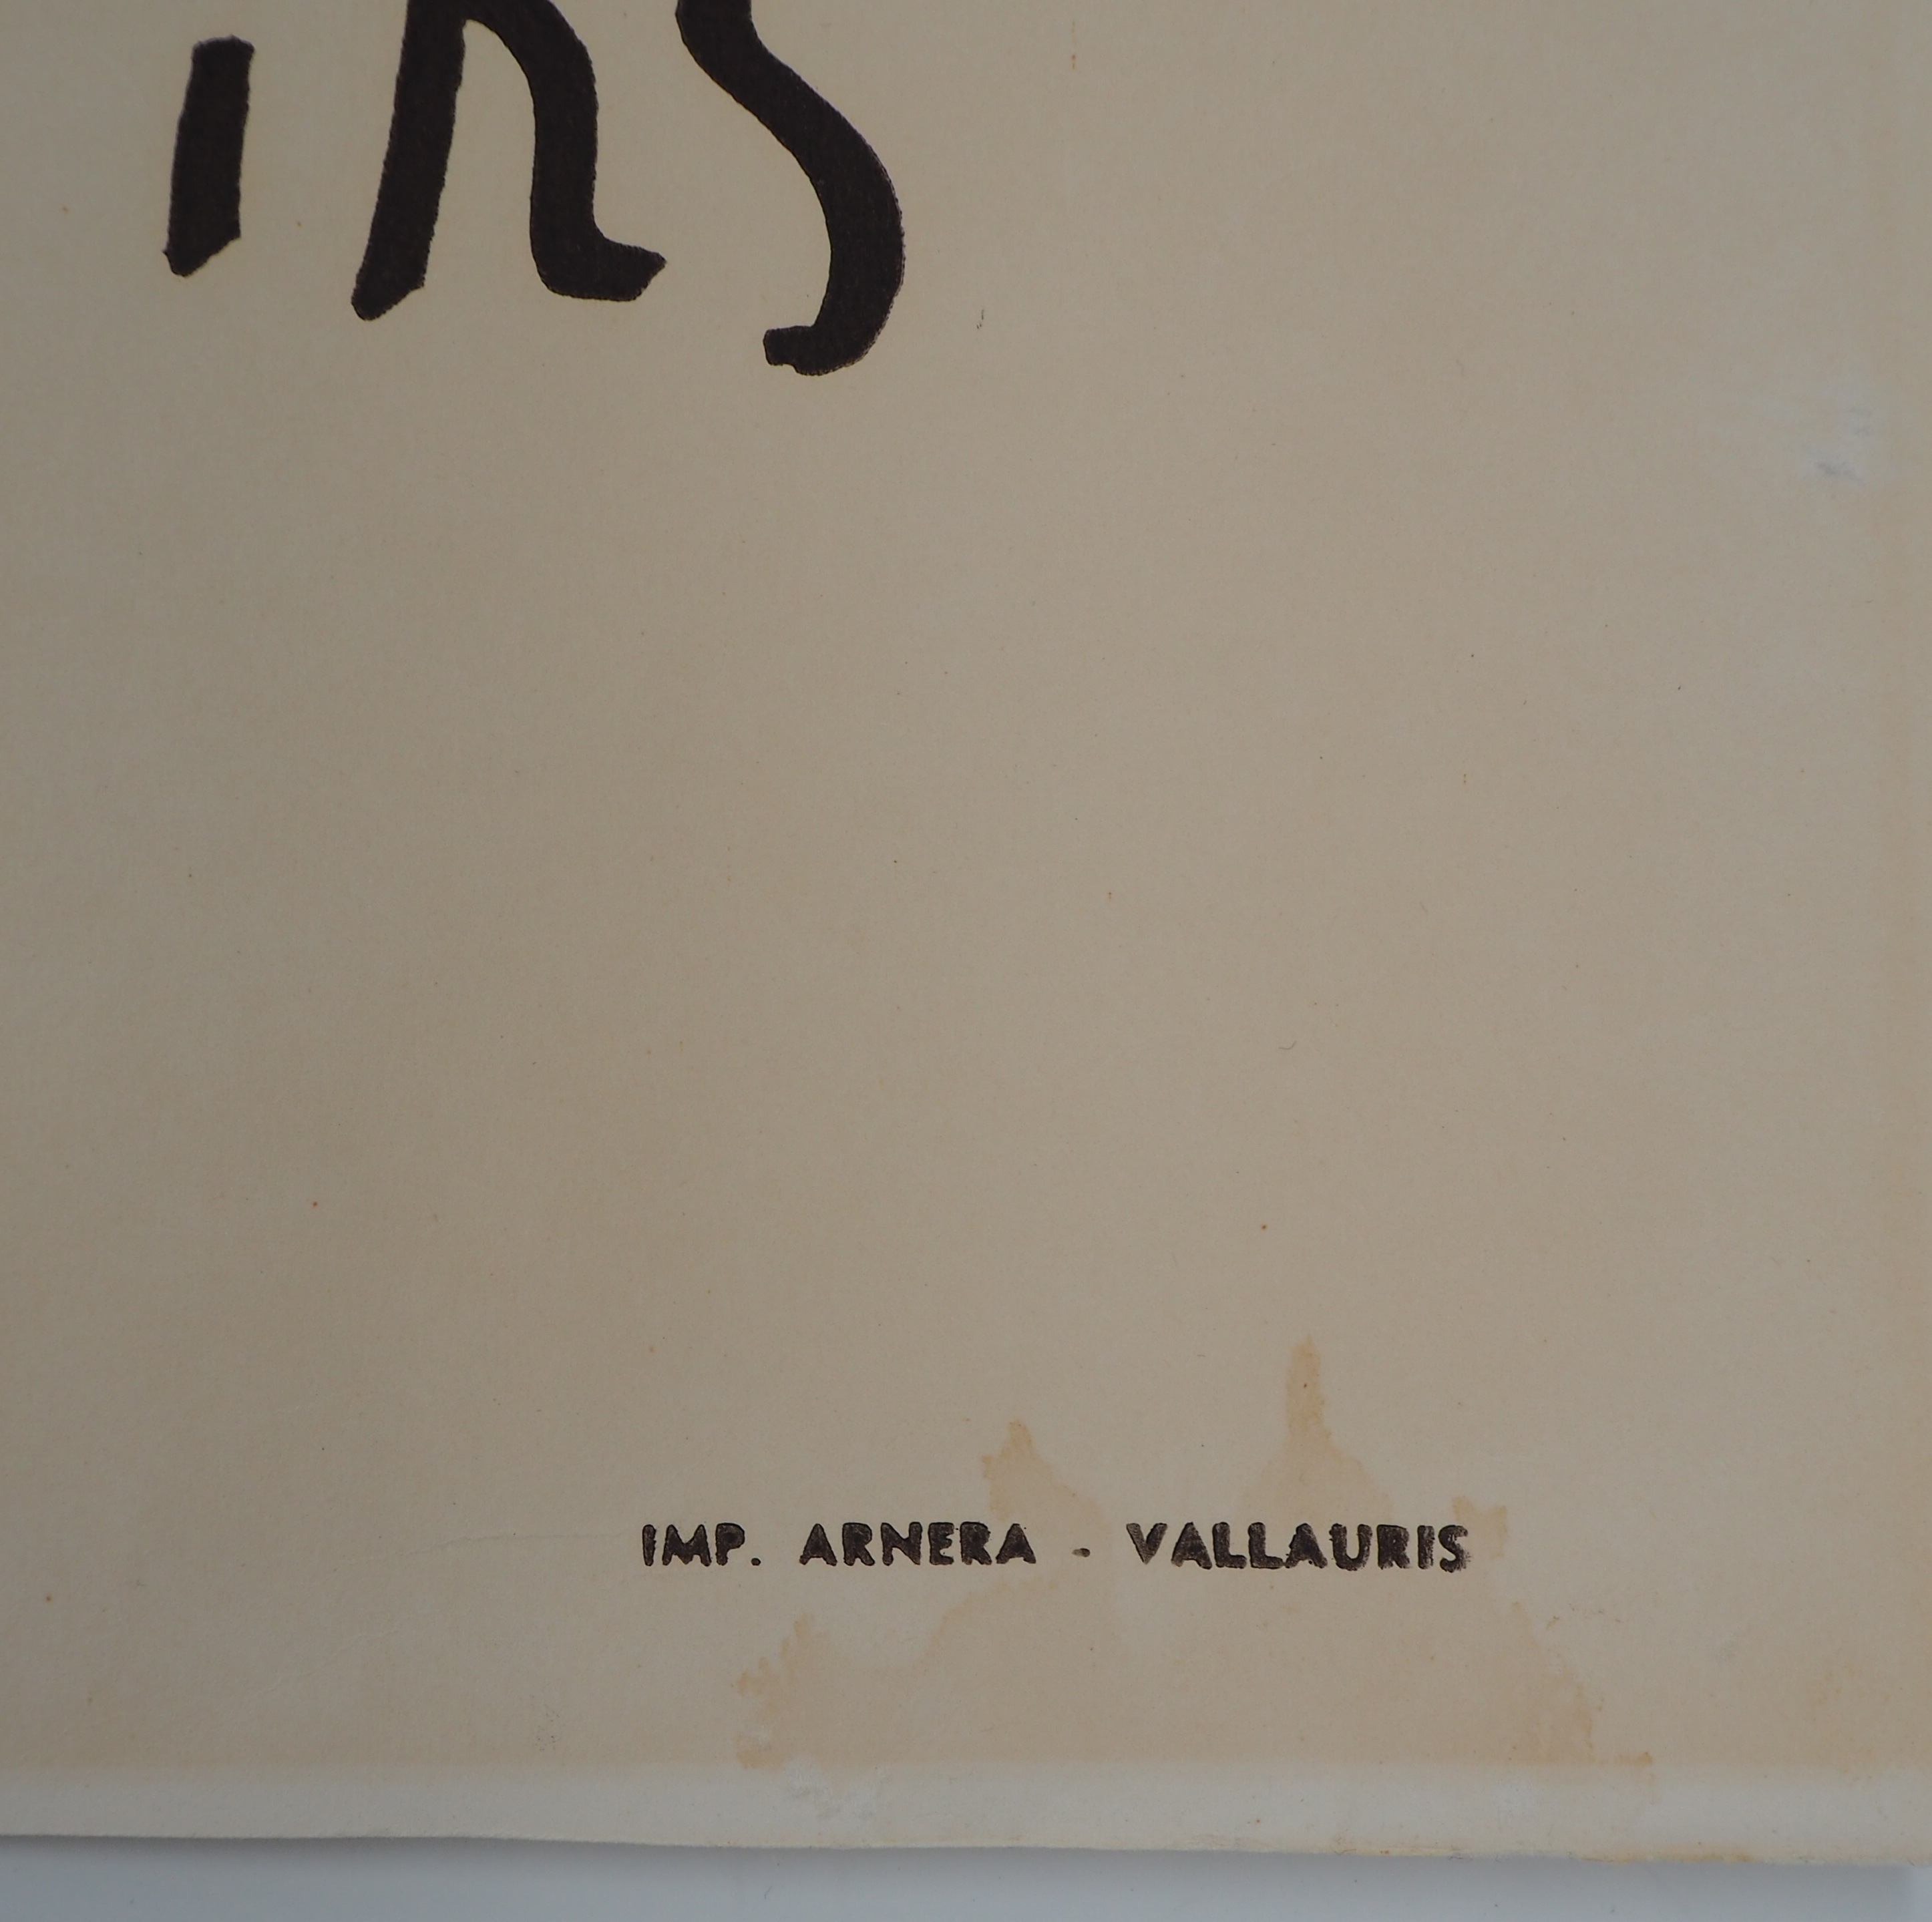 IMP. ARNERA - VALLAURIS